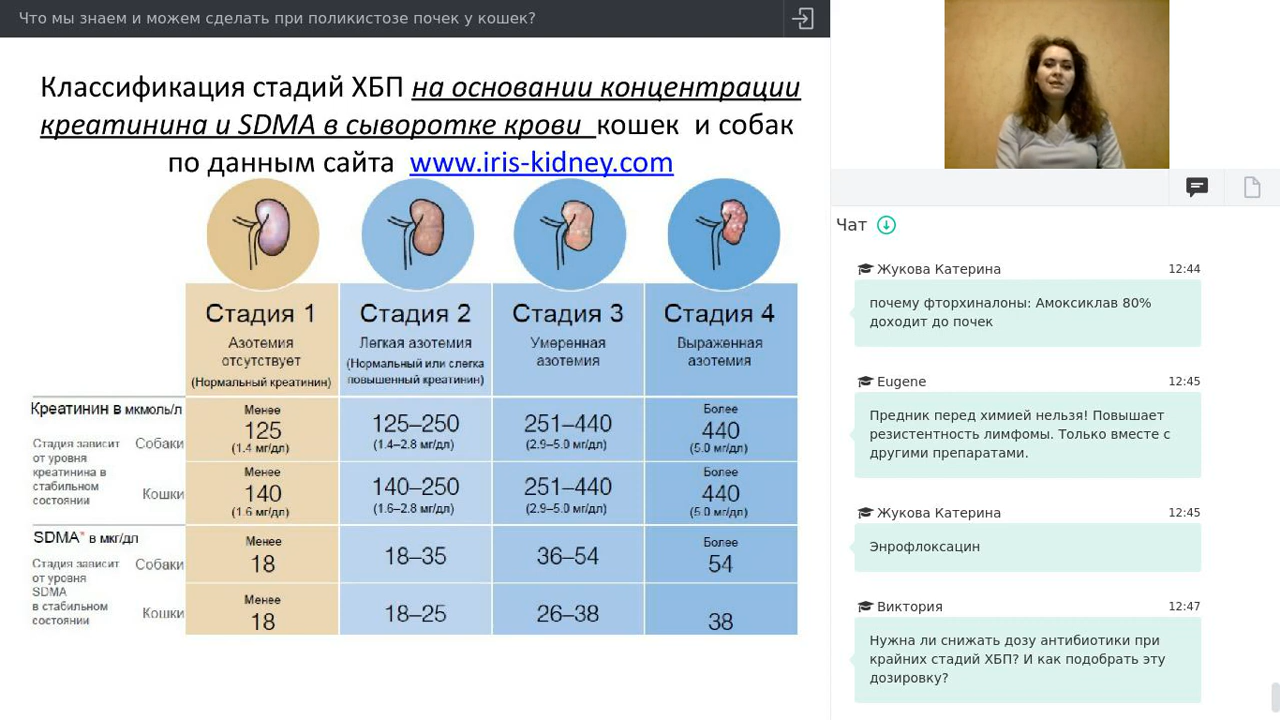 Что мы знаем и можем сделать при поликистозе почек у кошек?
Классификация стадий ХБП на основании концентрации
креатинина и SDMA в сыворотке крови кошек и собак
по данным сайта www.iris-kidney.com
Стадия 1
Азотемия
отсутствует
(Нормальный креатинин)
Стадия 2
Легкая азотемия
(Нормальный или слегка
повышенный креатинин)
Стадия 3
Умеренная
азотемия
Стадия 4
Выраженная
азотемия
Креатинин в мкмоль/л
Стадия зависит
от уровня
креатинина в
стабильном
состоянии
Собаки
Менее
125
(1.4 мг/дл)
125–250
(1.4–2.8 мг/дл)
251–440
(2.9–5.0 мг/дл)
Более
440
(5.0 мг/дл)
Кошки
Менее
140
(1.6 мг/дл)
140–250
(1.6–2.8 мг/дл)
251–440
(2.9–5.0 мг/дл)
Более
440
(5.0 мг/дл)
SDMA* в мкг/дл
Стадия зависит
от уровня
SDMA
в стабильном
состоянии
Собаки
Менее
18
18–35
36–54
Более
54
Кошки
Менее
18
18–25
26–38
38
Чат
Жукова Катерина 12:44
почему фторхиналоны: Амоксиклав 80%
доходит до почек
Eugene 12:45
Предник перед химией нельзя! Повышает
резистентность лимфомы. Только вместе с
другими препаратами.
Жукова Катерина 12:45
Энрофлоксацин
Виктория 12:47
Нужна ли снижать дозу антибиотики при
крайних стадий ХБП? И как подобрать эту
дозировку?